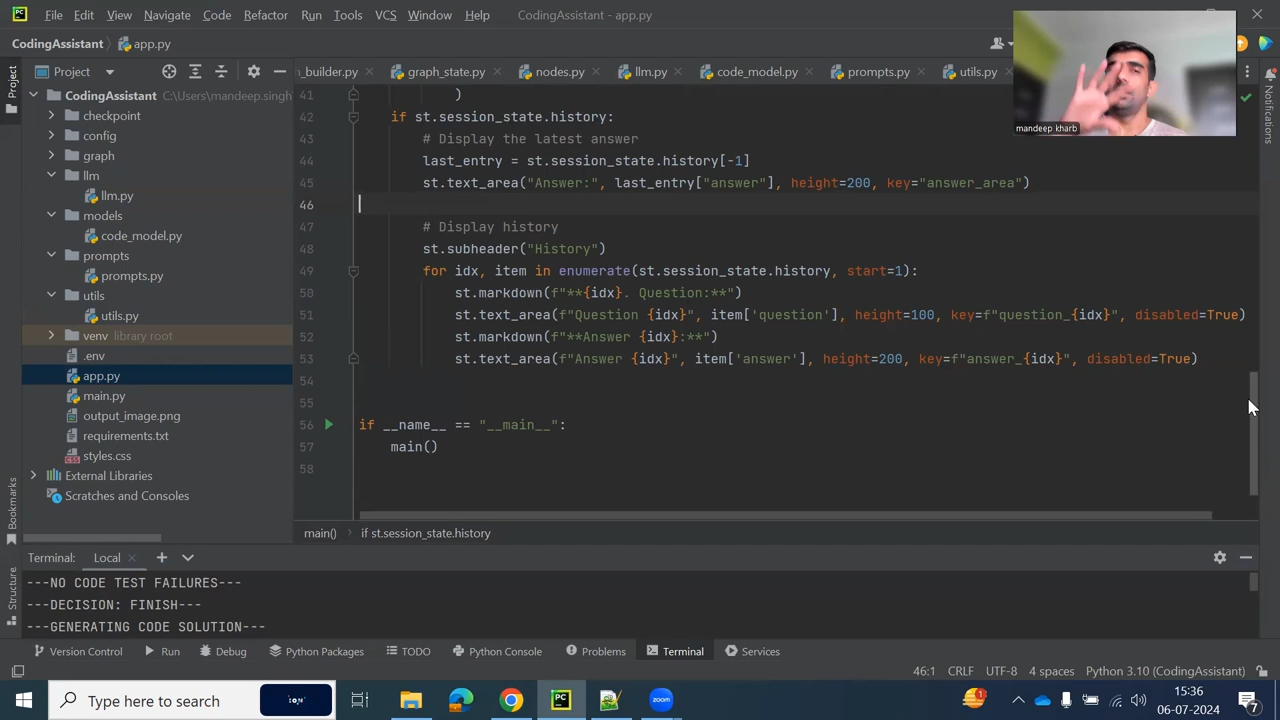 File Edit View Navigate Code Refactor Run Tools VCS Window Help CodingAssistant - app.py
CodingAssistant app.py
Project
n_builder.py graph_state.py nodes.py llm.py code_model.py prompts.py utils.py
mandeep kharb
CodingAssistant C:\Users\mandeep.singh
checkpoint
config
graph
llm
llm.py
models
code_model.py
prompts
prompts.py
utils
utils.py
venv library root
.env
app.py
main.py
output_image.png
requirements.txt
styles.css
External Libraries
Scratches and Consoles
41 )
42 if st.session_state.history:
43 # Display the latest answer
44 last_entry = st.session_state.history[-1]
45 st.text_area("Answer:", last_entry["answer"], height=200, key="answer_area")
46
47 # Display history
48 st.subheader("History")
49 for idx, item in enumerate(st.session_state.history, start=1):
50 st.markdown(f"**{idx}. Question:**")
51 st.text_area(f"Question {idx}", item['question'], height=100, key=f"question_{idx}", disabled=True)
52 st.markdown(f"**Answer {idx}:**")
53 st.text_area(f"Answer {idx}", item['answer'], height=200, key=f"answer_{idx}", disabled=True)
54
55
56 if __name__ == "__main__":
57 main()
58
main() if st.session_state.history
Project
Bookmarks
Structure
Notifications
Terminal: Local
---NO CODE TEST FAILURES---
---DECISION: FINISH---
---GENERATING CODE SOLUTION---
Version Control Run Debug Python Packages TODO Python Console Problems Terminal Services
46:1 CRLF UTF-8 4 spaces Python 3.10 (CodingAssistant)
Type here to search
15:36
06-07-2024
7
1